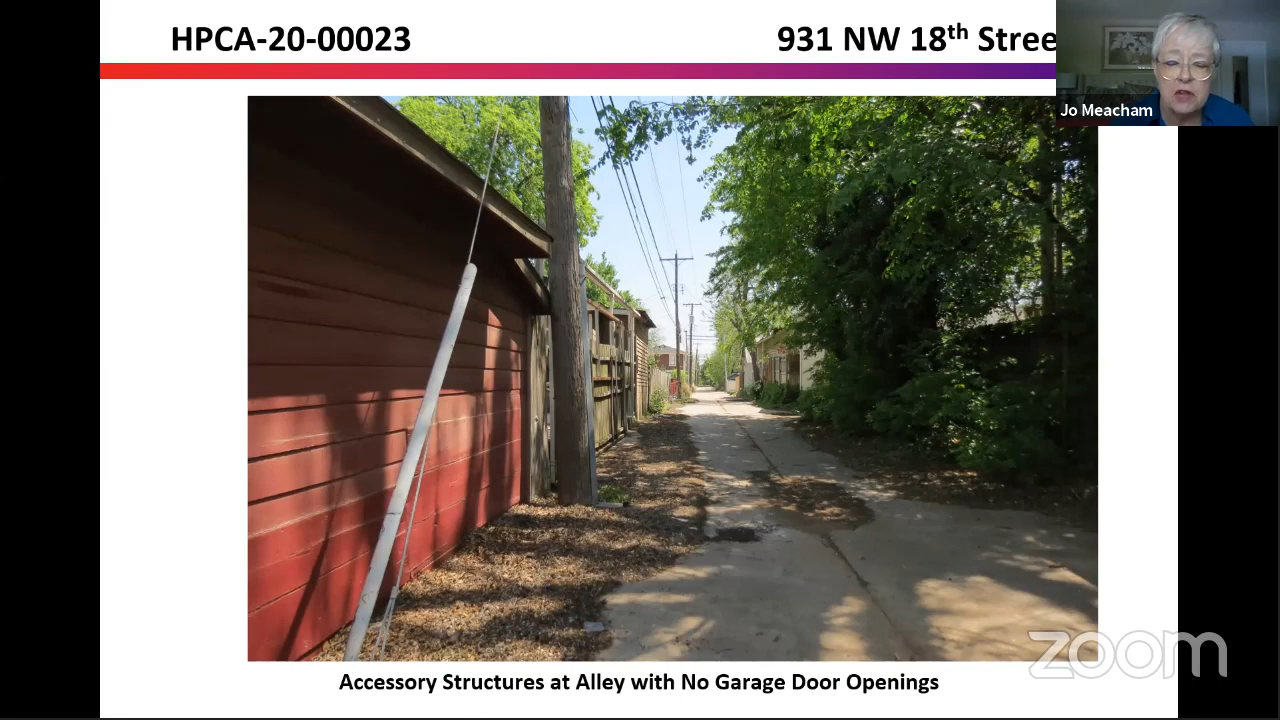 HPCA-20-00023
931 NW 18th Stree
Jo Meacham
zoom
Accessory Structures at Alley with No Garage Door Openings